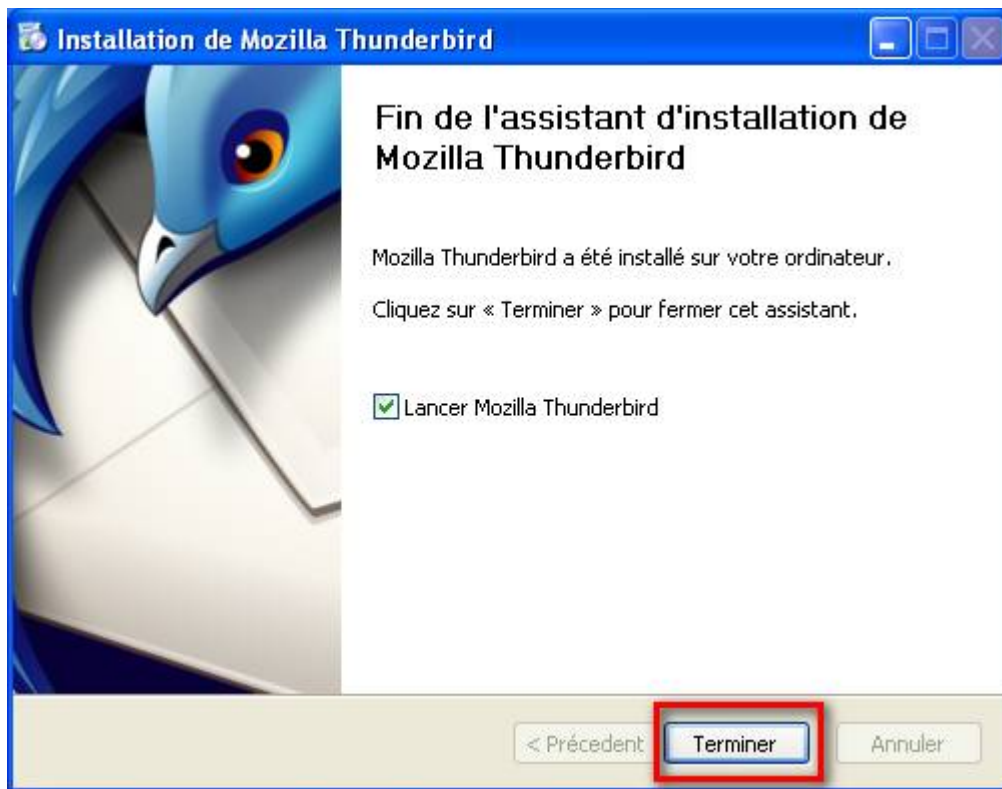 Installation de Mozilla Thunderbird
Fin de l'assistant d'installation de
Mozilla Thunderbird
Mozilla Thunderbird a été installé sur votre ordinateur.
Cliquez sur « Terminer » pour fermer cet assistant.
Lancer Mozilla Thunderbird
< Précedent
Terminer
Annuler